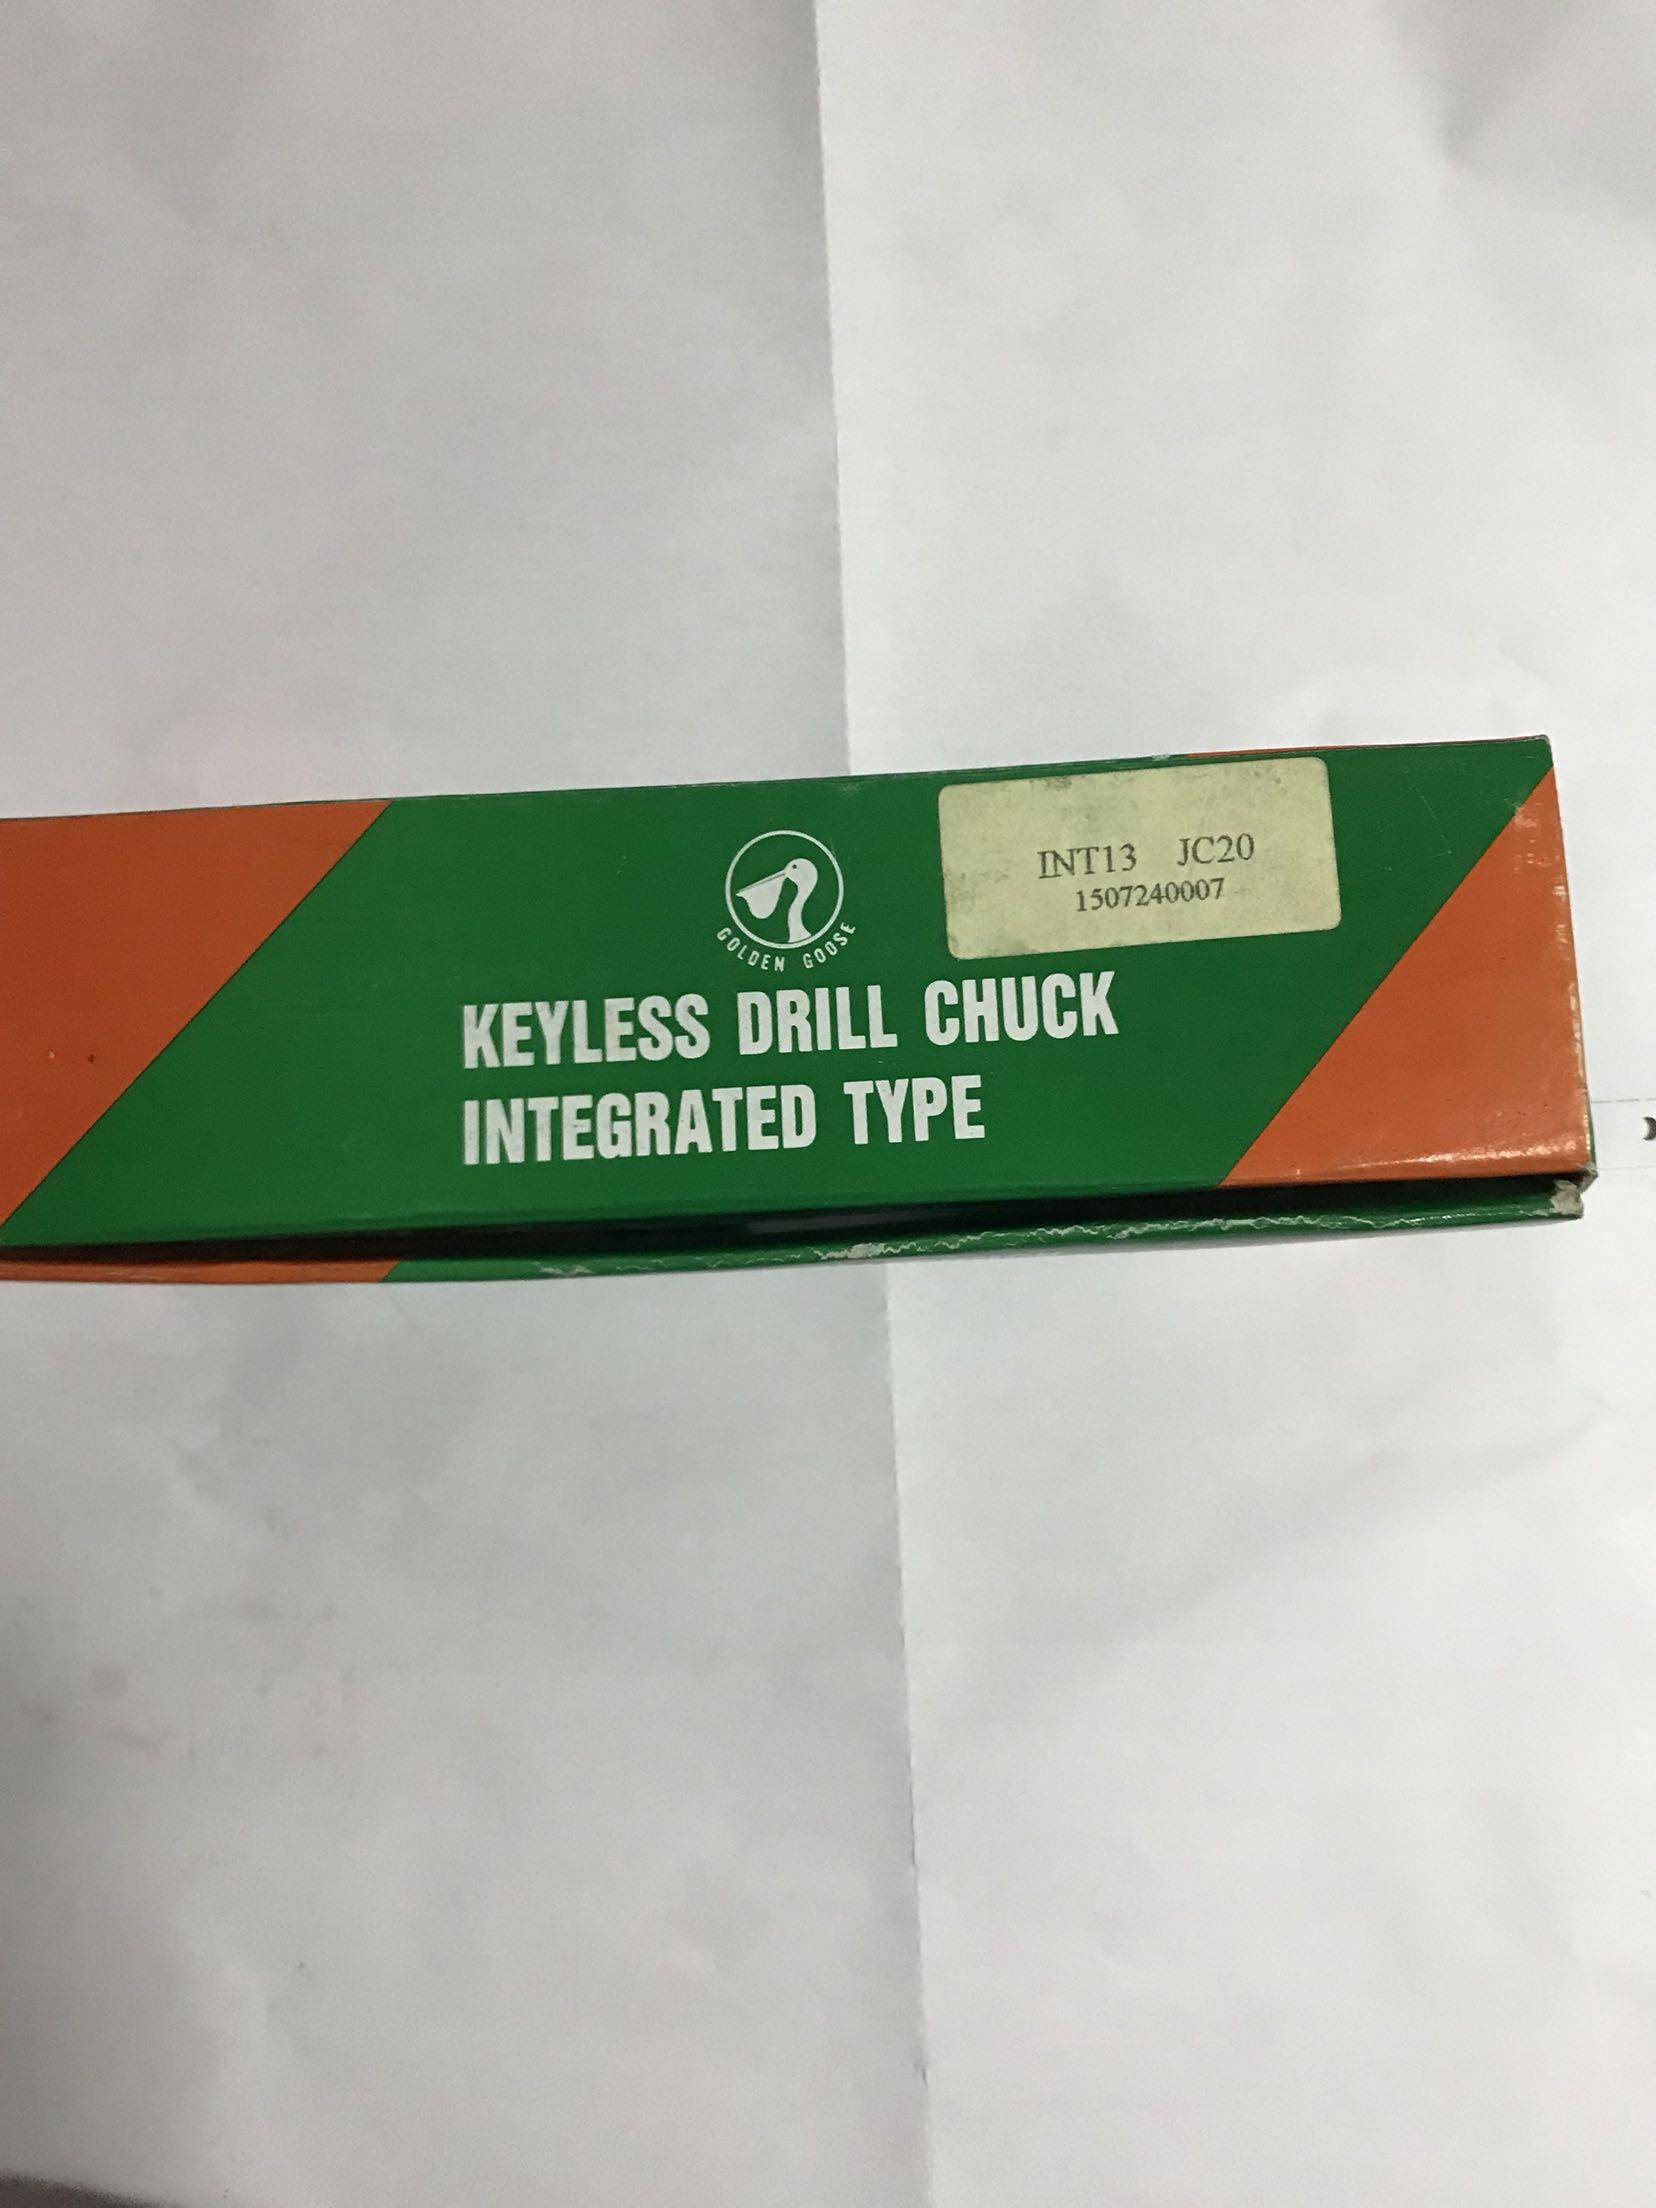 INT13 JC20
1507240007
GOLDEN GOOSE
KEYLESS DRILL CHUCK
INTEGRATED TYPE